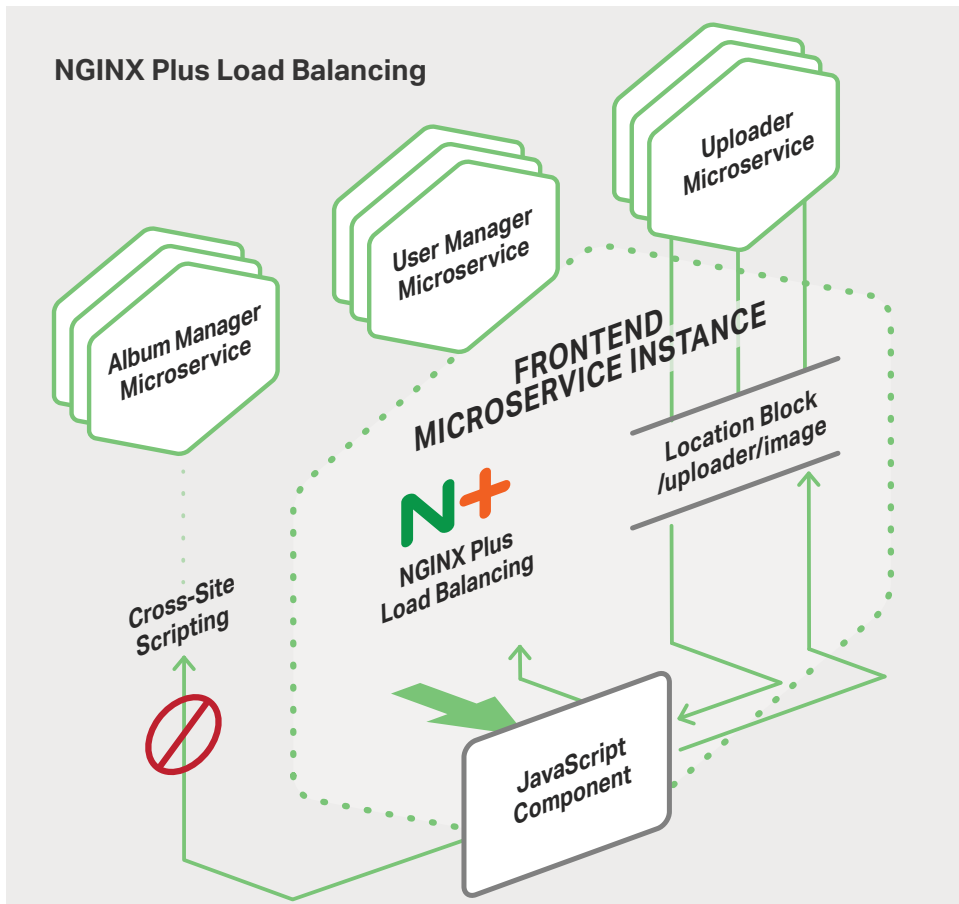 NGINX Plus Load Balancing
Uploader
Microservice
User Manager
Microservice
Album Manager
Microservice
FRONTEND
MICROSERVICE INSTANCE
Location Block
/uploader/image
NGINX Plus
Load Balancing
Cross-Site
Scripting
JavaScript
Component